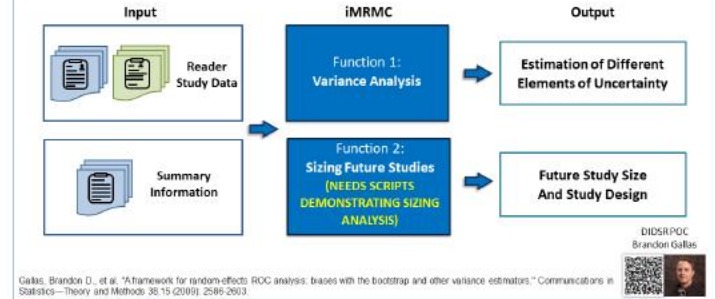 Input
iMRMC
Output
Reader
Study Data
Function 1:
Variance Analysis
Estimation of Different
Elements of Uncertainty
Summary
Information
Function 2:
Sizing Future Studies
(NEEDS SCRIPTS
DEMONSTRATING SIZING
ANALYSIS)
Future Study Size
And Study Design
DIDSR POC
Brandon Gallas
Gallas, Brandon D., et al. "A framework for random-effects ROC analysis: biases with the bootstrap and other variance estimators." Communications in
Statistics—Theory and Methods 38.15 (2009): 2586-2603.